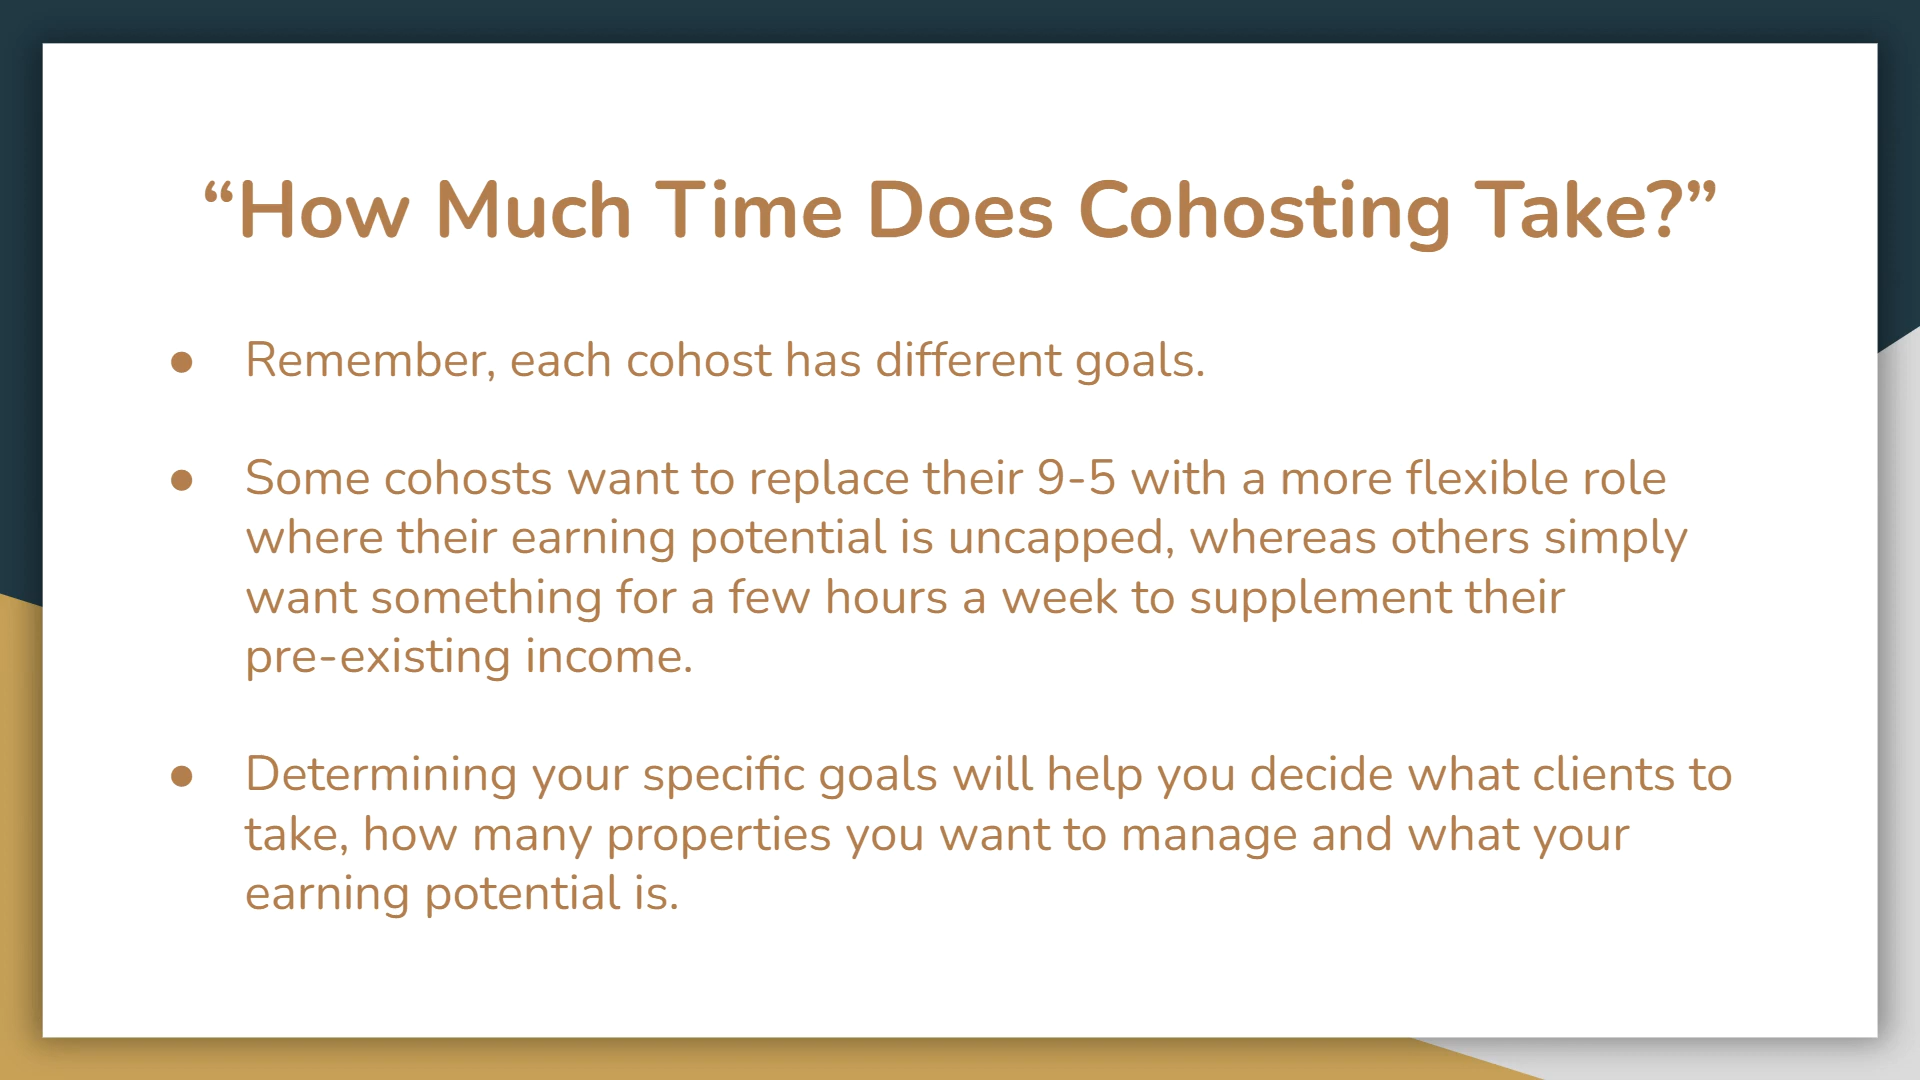 “How Much Time Does Cohosting Take?”
● Remember, each cohost has different goals.
● Some cohosts want to replace their 9-5 with a more flexible role
where their earning potential is uncapped, whereas others simply
want something for a few hours a week to supplement their
pre-existing income.
● Determining your specific goals will help you decide what clients to
take, how many properties you want to manage and what your
earning potential is.